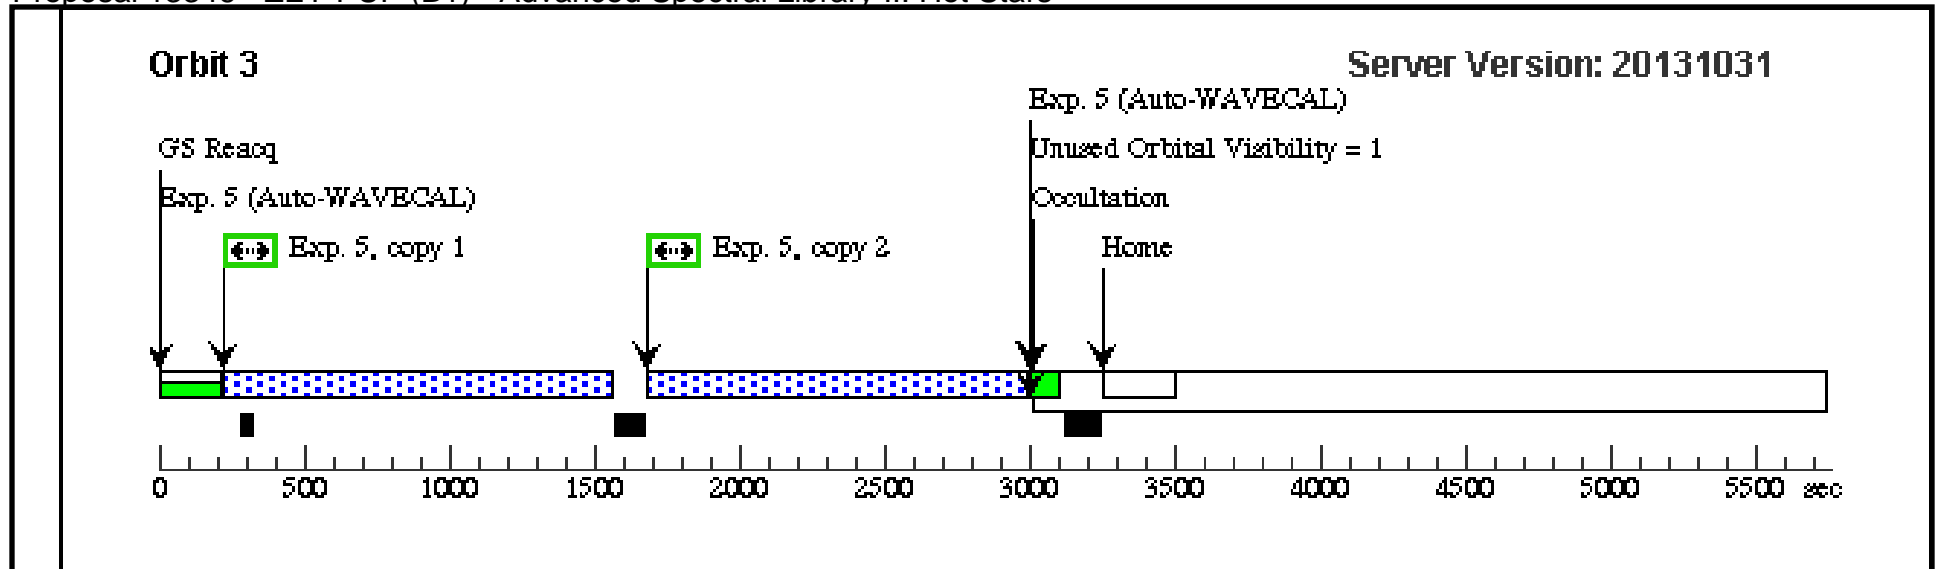 Orbit 3
Server Version: 20131031
Exp. 5 (Auto-WAVECAL)
GS Reacq
Unused Orbital Visibility = 1
Exp. 5 (Auto-WAVECAL)
Occultation
Exp. 5, copy 1
Exp. 5, copy 2
Home
0 500 1000 1500 2000 2500 3000 3500 4000 4500 5000 5500 sec